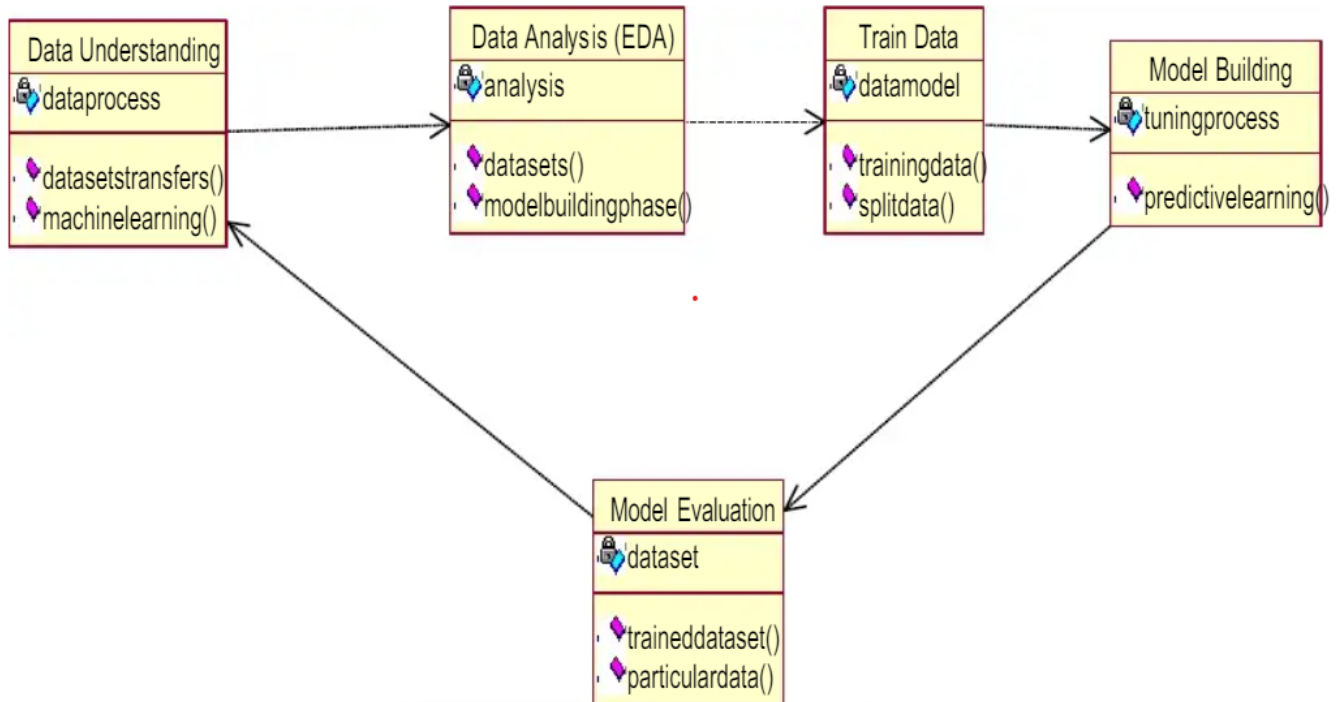 Data Understanding
dataprocess
datasetstransfers()
machinelearning()
Data Analysis (EDA)
analysis
datasets()
modelbuildingphase()
Train Data
datamodel
trainingdata()
splitdata()
Model Building
tuningprocess
predictivelearning()
Model Evaluation
dataset
traineddataset()
particulardata()